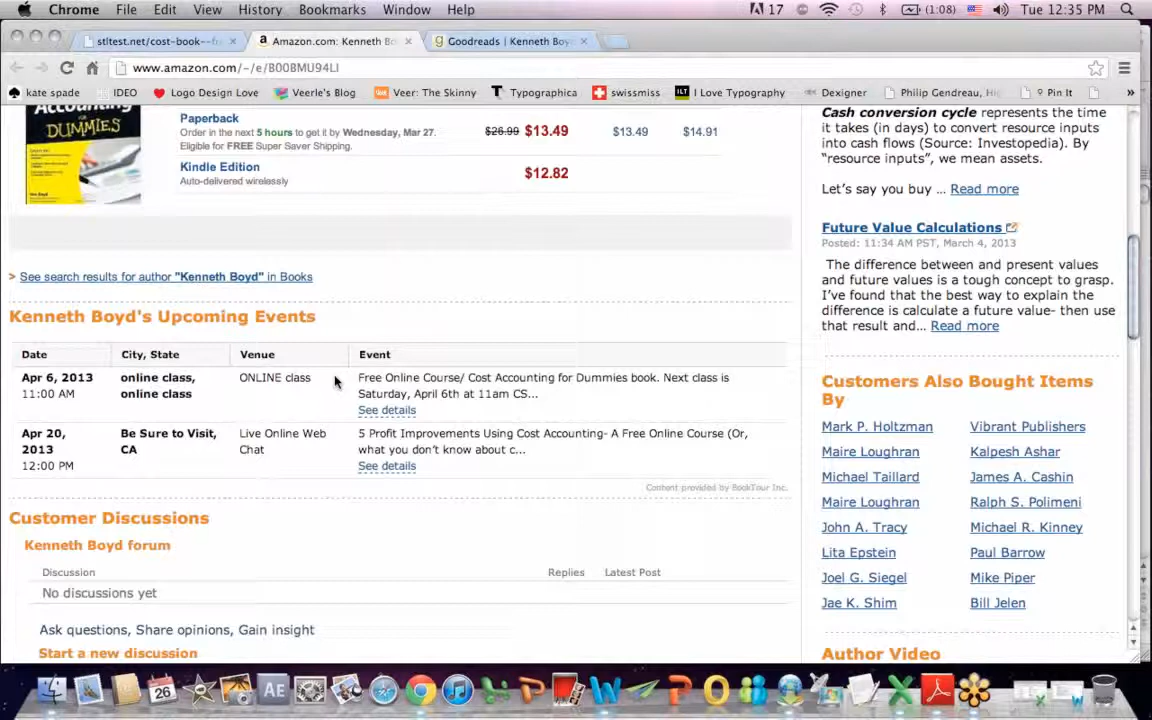 Chrome File Edit View History Bookmarks Window Help 17 (1:08) Tue 12:35 PM
stltest.net/cost-book--fr Amazon.com: Kenneth Bo Goodreads | Kenneth Boy
www.amazon.com/-/e/B00BMU94LI
kate spade IDEO Logo Design Love Veerle's Blog Veer: The Skinny Typographica swissmiss ILT I Love Typography Dexigner Philip Gendreau, Hi Pin It »
Accounting
DUMMIES
Paperback
Order in the next 5 hours to get it by Wednesday, Mar 27.
Eligible for FREE Super Saver Shipping.
$26.99 $13.49 $13.49 $14.91
Kindle Edition
Auto-delivered wirelessly
$12.82
> See search results for author "Kenneth Boyd" in Books
Kenneth Boyd's Upcoming Events
Date City, State Venue Event
Apr 6, 2013
11:00 AM
online class,
online class
ONLINE class
Free Online Course/ Cost Accounting for Dummies book. Next class is
Saturday, April 6th at 11am CS...
See details
Apr 20,
2013
12:00 PM
Be Sure to Visit,
CA
Live Online Web
Chat
5 Profit Improvements Using Cost Accounting- A Free Online Course (Or,
what you don't know about c...
See details
Content provided by BookTour Inc.
Customer Discussions
Kenneth Boyd forum
Discussion Replies Latest Post
No discussions yet
Ask questions, Share opinions, Gain insight
Start a new discussion
Cash conversion cycle represents the
time it takes (in days) to convert resource inputs
into cash flows (Source: Investopedia). By
“resource inputs”, we mean assets.
Let's say you buy ... Read more
Future Value Calculations
Posted: 11:34 AM PST, March 4, 2013
The difference between and present values
and future values is a tough concept to grasp.
I've found that the best way to explain the
difference is calculate a future value- then use
that result and... Read more
Customers Also Bought Items
By
Mark P. Holtzman Vibrant Publishers
Maire Loughran Kalpesh Ashar
Michael Taillard James A. Cashin
Maire Loughran Ralph S. Polimeni
John A. Tracy Michael R. Kinney
Lita Epstein Paul Barrow
Joel G. Siegel Mike Piper
Jae K. Shim Bill Jelen
Author Video
26 AE